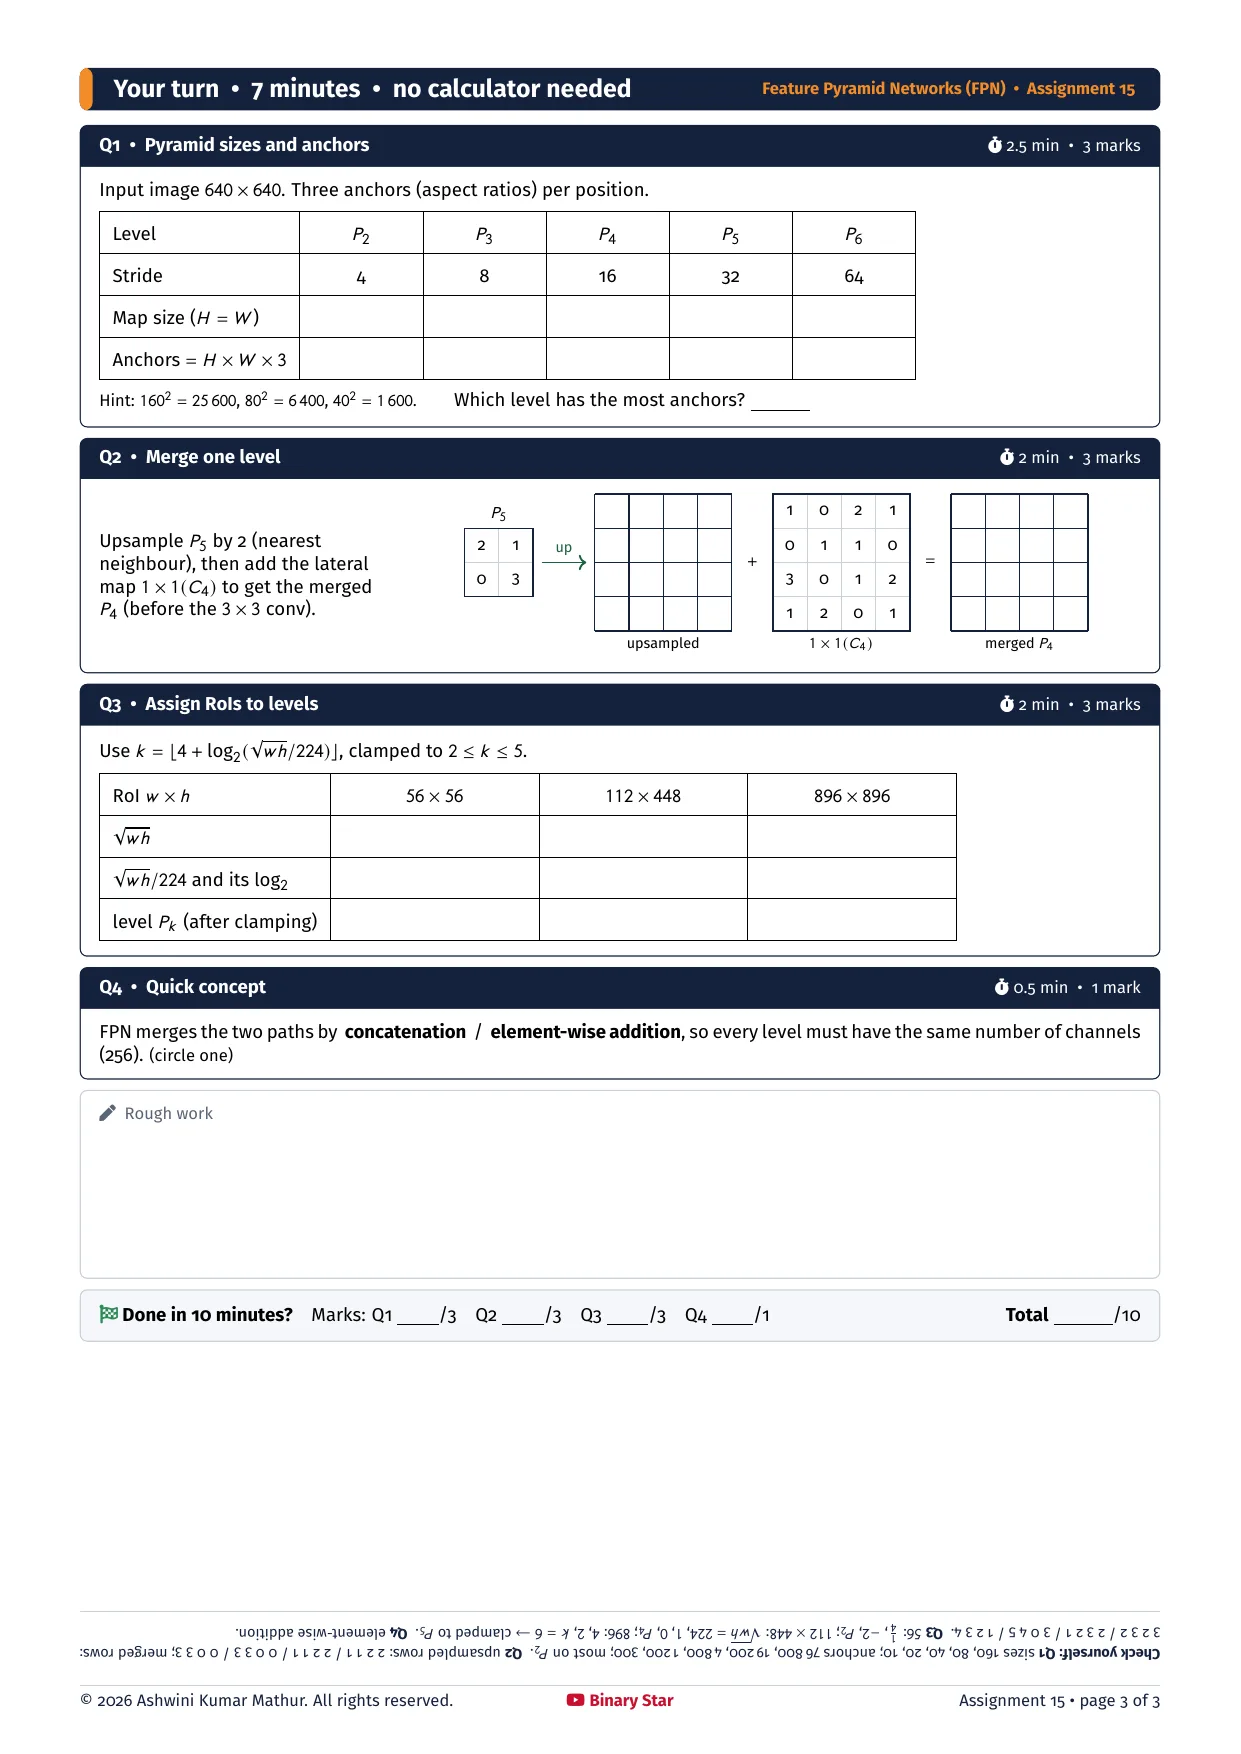 Your turn • 7 minutes • no calculator needed
Feature Pyramid Networks (FPN) • Assignment 15
Q1 • Pyramid sizes and anchors
2.5 min • 3 marks
Input image 640 × 640. Three anchors (aspect ratios) per position.
Level P₂ P₃ P₄ P₅ P₆
Stride 4 8 16 32 64
Map size (H = W)
Anchors = H × W × 3
Hint: 160² = 25 600, 80² = 6 400, 40² = 1 600. Which level has the most anchors? ______
Q2 • Merge one level
2 min • 3 marks
Upsample P₅ by 2 (nearest
neighbour), then add the lateral
map 1 × 1(C₄) to get the merged
P₄ (before the 3 × 3 conv).
P₅
2 1
0 3
up
upsampled
+
1 0 2 1
0 1 1 0
3 0 1 2
1 2 0 1
1 × 1(C₄)
=
merged P₄
Q3 • Assign RoIs to levels
2 min • 3 marks
Use k = ⌊4 + log₂(√wh/224)⌋, clamped to 2 ≤ k ≤ 5.
RoI w × h 56 × 56 112 × 448 896 × 896
√wh
√wh/224 and its log₂
level Pₖ (after clamping)
Q4 • Quick concept
0.5 min • 1 mark
FPN merges the two paths by concatenation / element-wise addition, so every level must have the same number of channels
(256). (circle one)
Rough work
Done in 10 minutes? Marks: Q1 ____/3 Q2 ____/3 Q3 ____/3 Q4 ____/1 Total ______/10
Check yourself: Q1 sizes 160, 80, 40, 20, 10; anchors 76 800, 19 200, 4 800, 1 200, 300; most on P₂. Q2 upsampled rows: 2 2 1 1 / 2 2 1 1 / 0 0 3 3 / 0 0 3 3; merged rows:
3 2 3 2 / 2 3 2 1 / 3 0 4 5 / 1 2 3 4. Q3 56: 1/4, −2, P₂; 112 × 448: √wh = 224, 1, 0, P₄; 896: 4, 2, k = 6 → clamped to P₅. Q4 element-wise addition.
© 2026 Ashwini Kumar Mathur. All rights reserved.
Binary Star
Assignment 15 • page 3 of 3